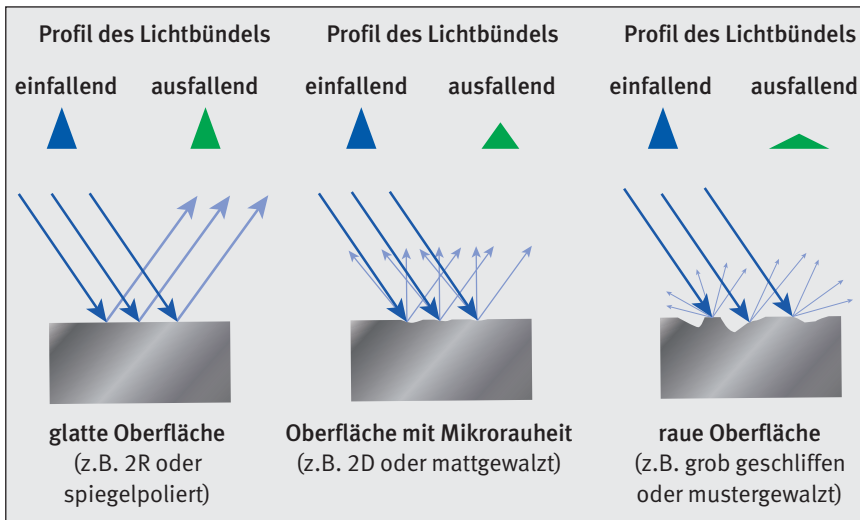 Profil des Lichtbündels
einfallend ausfallend
glatte Oberfläche
(z.B. 2R oder
spiegelpoliert)
Profil des Lichtbündels
einfallend ausfallend
Oberfläche mit Mikrorauheit
(z.B. 2D oder mattgewalzt)
Profil des Lichtbündels
einfallend ausfallend
raue Oberfläche
(z.B. grob geschliffen
oder mustergewalzt)